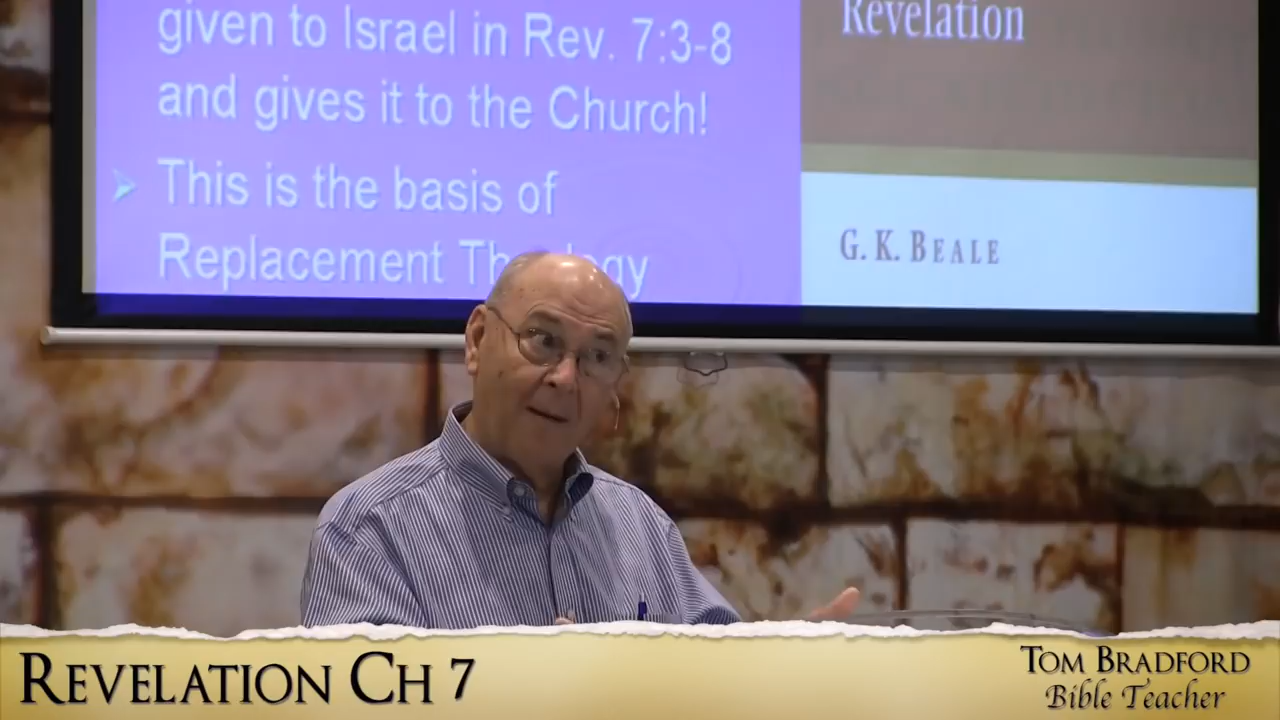 given to Israel in Rev. 7:3-8
and gives it to the Church!
This is the basis of
Replacement
Revelation
G. K. BEALE
REVELATION CH 7
TOM BRADFORD
Bible Teacher